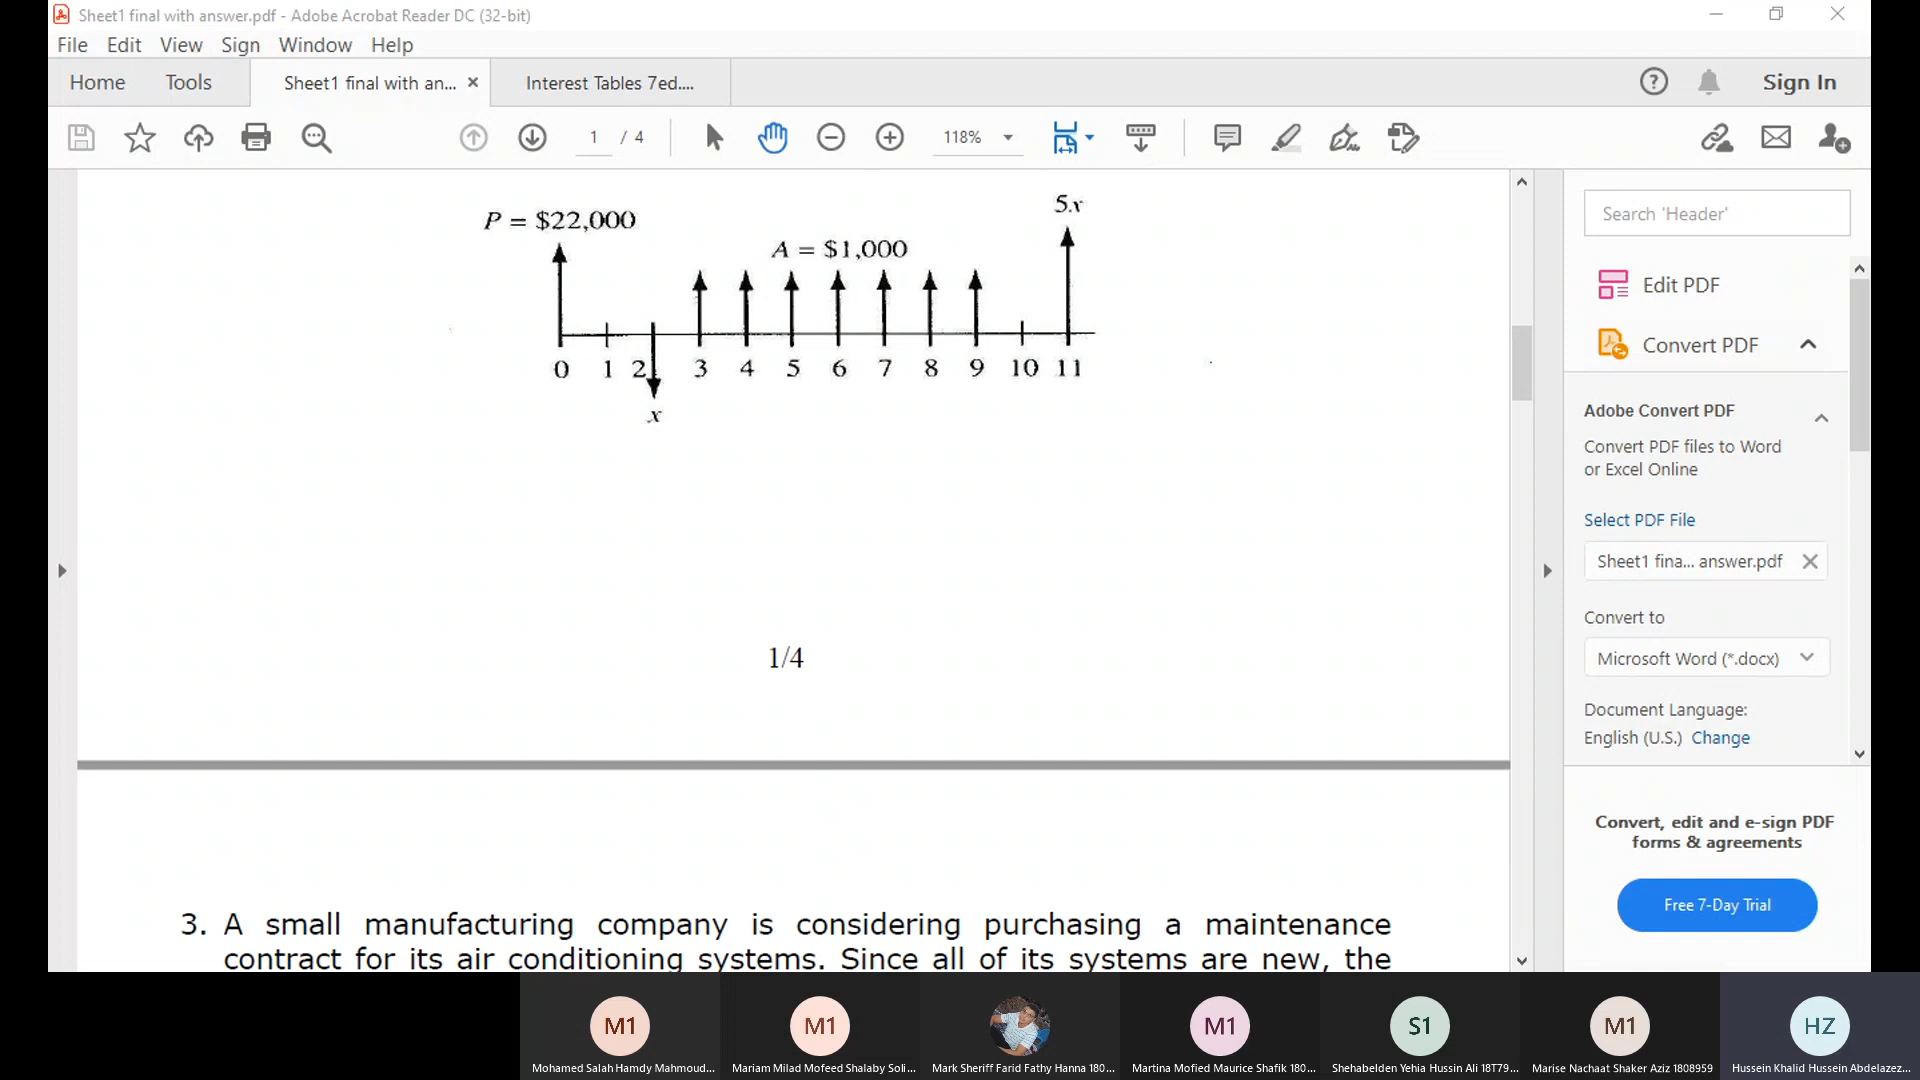 Sheet1 final with answer.pdf - Adobe Acrobat Reader DC (32-bit)
File Edit View Sign Window Help
Home Tools Sheet1 final with an... × Interest Tables 7ed.... Sign In
1 / 4 118%
P = $22,000
A = $1,000
5x
0 1 2 3 4 5 6 7 8 9 10 11
x
1/4
3. A small manufacturing company is considering purchasing a maintenance
contract for its air conditioning systems. Since all of its systems are new, the
Search 'Header'
Edit PDF
Convert PDF
Adobe Convert PDF
Convert PDF files to Word
or Excel Online
Select PDF File
Sheet1 fina... answer.pdf
Convert to
Microsoft Word (*.docx)
Document Language:
English (U.S.) Change
Convert, edit and e-sign PDF
forms & agreements
Free 7-Day Trial
M1 M1 M1 S1 M1 HZ
Mohamed Salah Hamdy Mahmoud... Mariam Milad Mofeed Shalaby Soli... Mark Sheriff Farid Fathy Hanna 180... Martina Mofied Maurice Shafik 180... Shehabelden Yehia Hussin Ali 18T79... Marise Nachaat Shaker Aziz 1808959 Hussein Khalid Hussein Abdelazez...